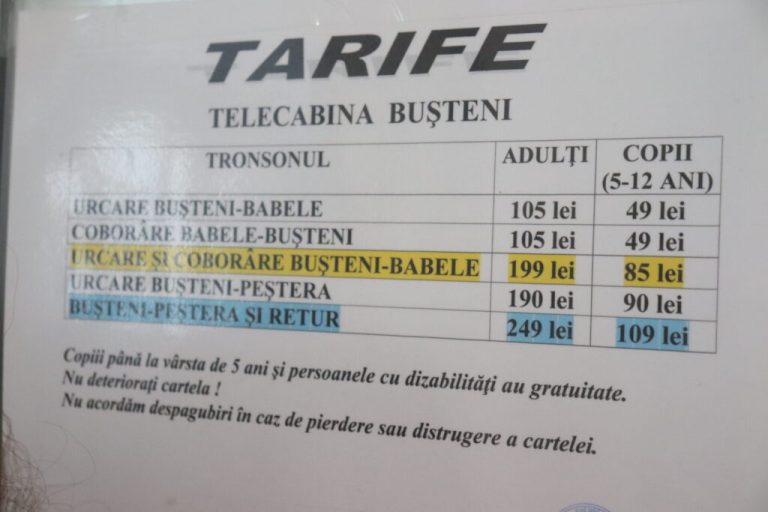 TARIFE
TELECABINA BUŞTENI
TRONSONUL ADULŢI COPII
(5-12 ANI)
URCARE BUŞTENI-BABELE 105 lei 49 lei
COBORÂRE BABELE-BUŞTENI 105 lei 49 lei
URCARE ŞI COBORÂRE BUŞTENI-BABELE 199 lei 85 lei
URCARE BUŞTENI-PEŞTERA 190 lei 90 lei
BUŞTENI-PEŞTERA ŞI RETUR 249 lei 109 lei
Copiii până la vârsta de 5 ani şi persoanele cu dizabilităţi au gratuitate.
Nu deterioraţi cartela !
Nu acordăm despagubiri în caz de pierdere sau distrugere a cartelei.